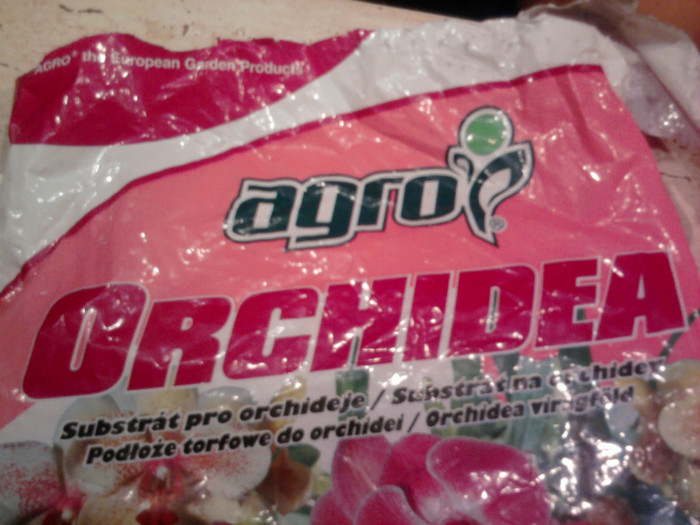 AGRO® the European Garden Products
agro®
ORCHIDEA
Substrát pro orchideje / Substrát na orchidey
Podłoże torfowe do orchidei / Orchidea virágföld